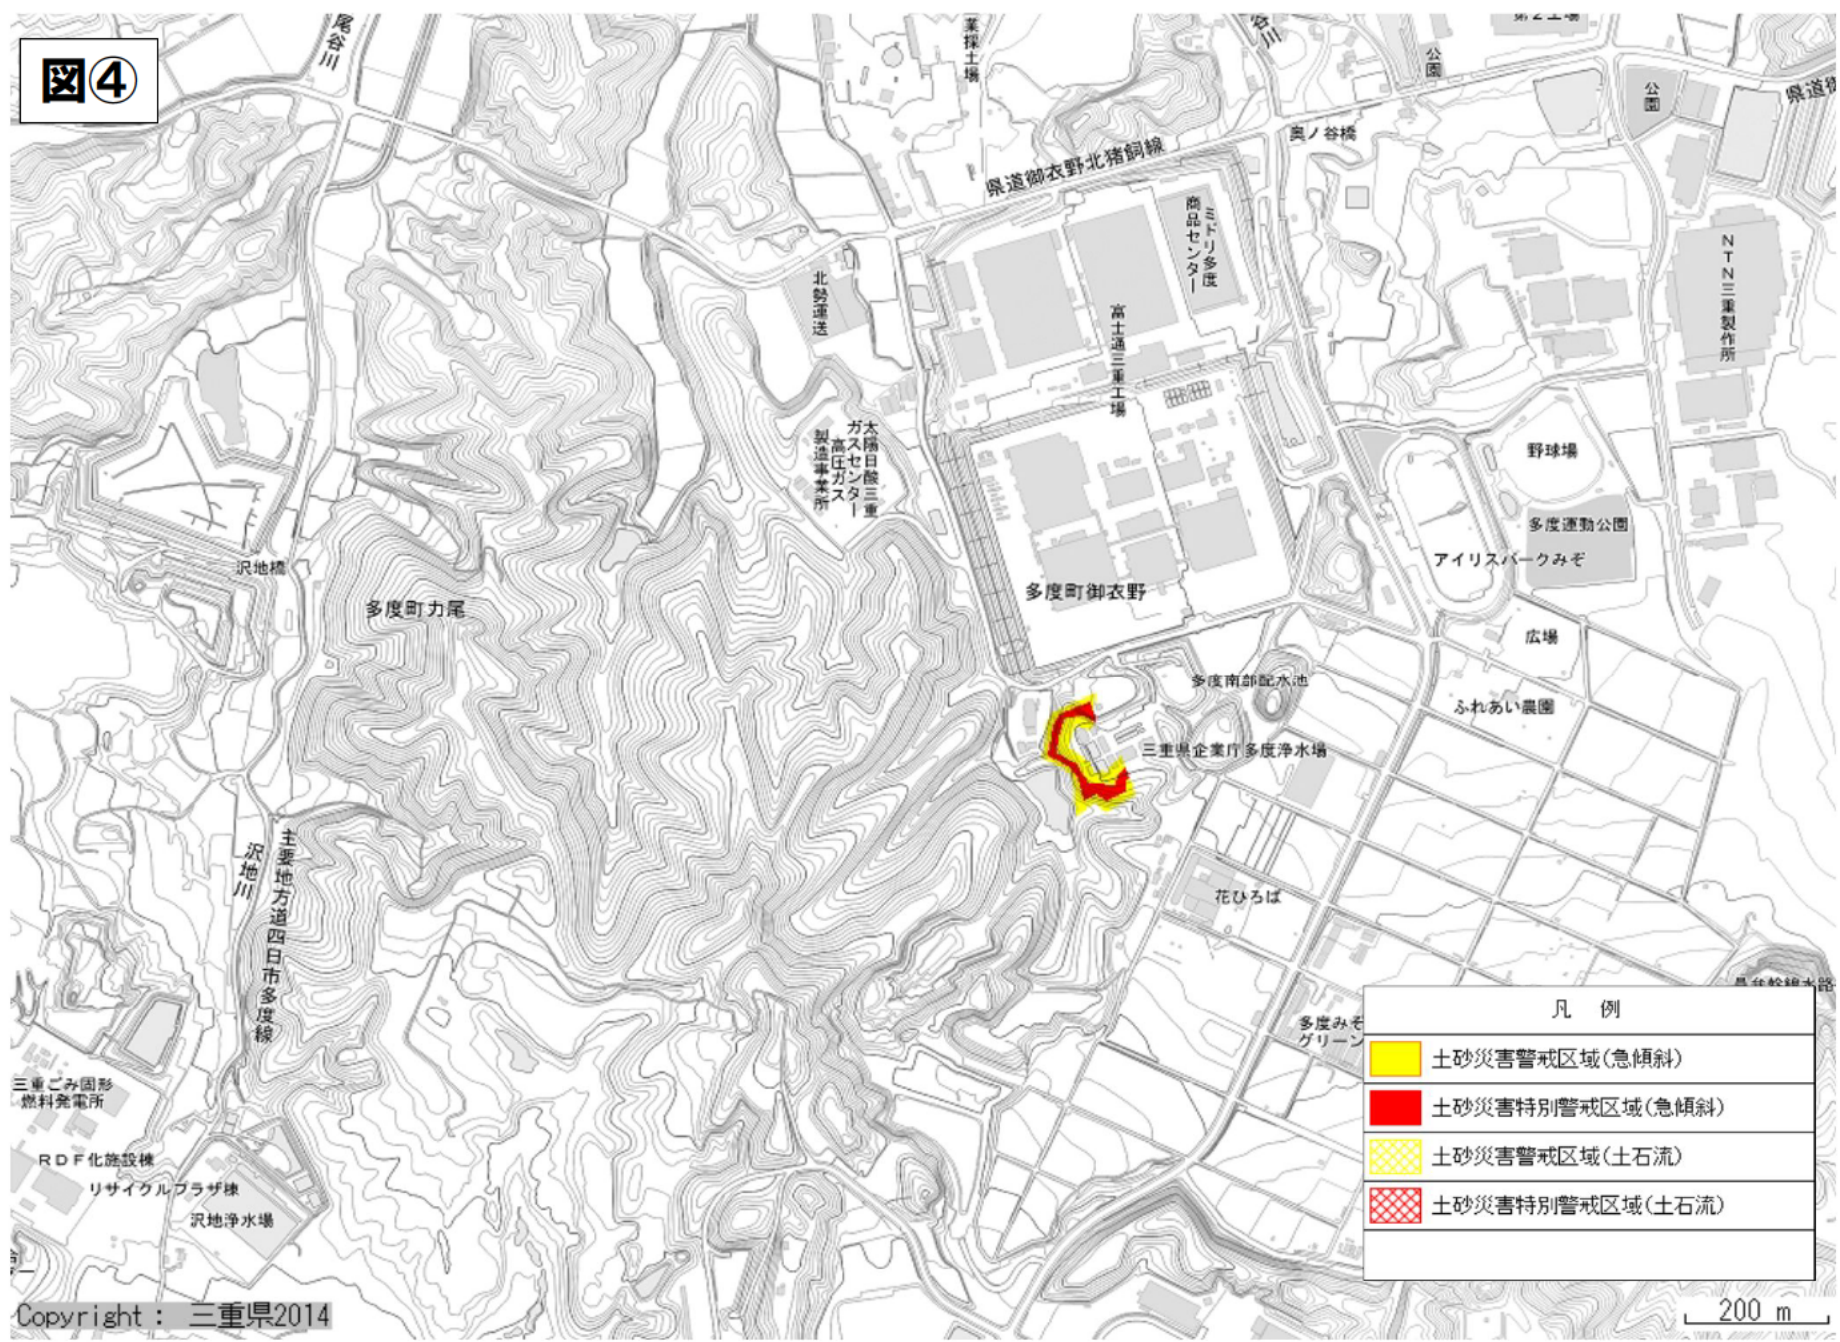 図④
尾谷川
業採土場
谷川
公園
公園
県道御
奥ノ谷橋
県道御衣野北猪飼線
ミドリ多度
商品センター
北勢運送
富士通三重工場
NTN三重製作所
太陽日酸三重
ガスセンター
高圧ガス
製造事業所
野球場
多度運動公園
アイリスパークみぞ
沢地橋
多度町力尾
多度町御衣野
広場
多度南部配水池
ふれあい農園
三重県企業庁多度浄水場
主要地方道四日市多度線
沢地川
花ひろば
員弁幹線水路
多度みぞ
グリーン
三重ごみ固形
燃料発電所
RDF化施設棟
リサイクルプラザ棟
沢地浄水場
凡 例
土砂災害警戒区域(急傾斜)
土砂災害特別警戒区域(急傾斜)
土砂災害警戒区域(土石流)
土砂災害特別警戒区域(土石流)
Copyright : 三重県2014
200 m